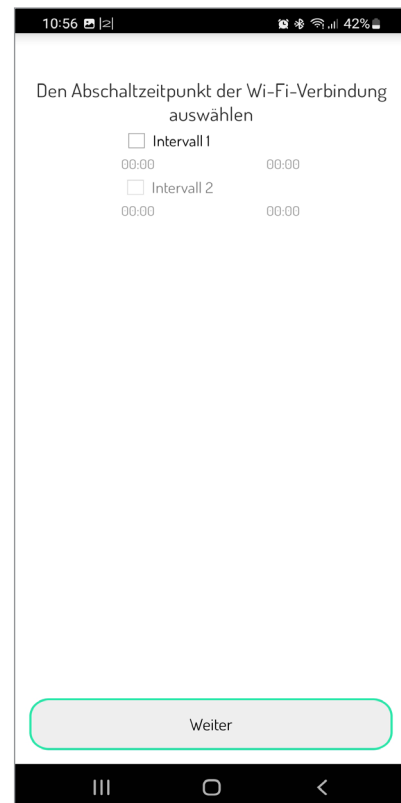 10:56 |2| 42%
Den Abschaltzeitpunkt der Wi-Fi-Verbindung
auswählen
Intervall 1
00:00 00:00
Intervall 2
00:00 00:00
Weiter